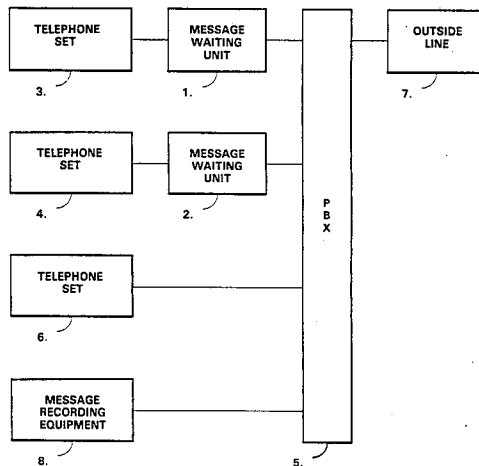 TELEPHONE
SET
3.
MESSAGE
WAITING
UNIT
1.
OUTSIDE
LINE
7.
TELEPHONE
SET
4.
MESSAGE
WAITING
UNIT
2.
P
B
X
TELEPHONE
SET
6.
MESSAGE
RECORDING
EQUIPMENT
8.
5.